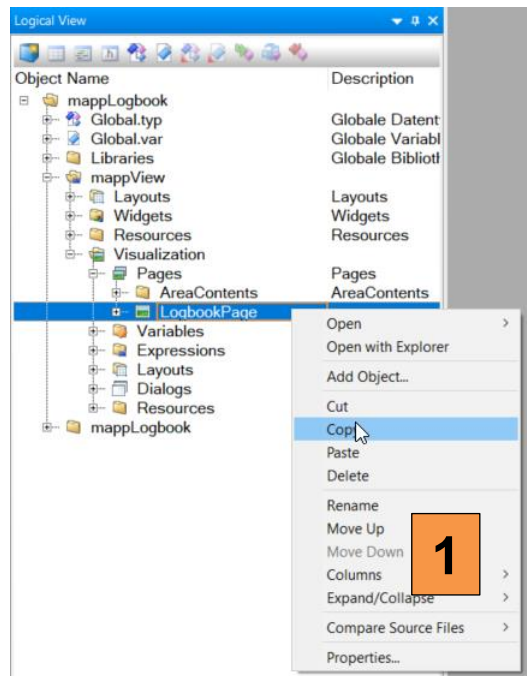 Logical View
Object Name Description
mappLogbook
Global.typ Globale Datent
Global.var Globale Variabl
Libraries Globale Biblioth
mappView
Layouts Layouts
Widgets Widgets
Resources Resources
Visualization
Pages Pages
AreaContents AreaContents
LogbookPage
Variables
Expressions
Layouts
Dialogs
Resources
mappLogbook
Open
Open with Explorer
Add Object...
Cut
Copy
Paste
Delete
Rename
Move Up
Move Down
Columns
Expand/Collapse
Compare Source Files
Properties...
1